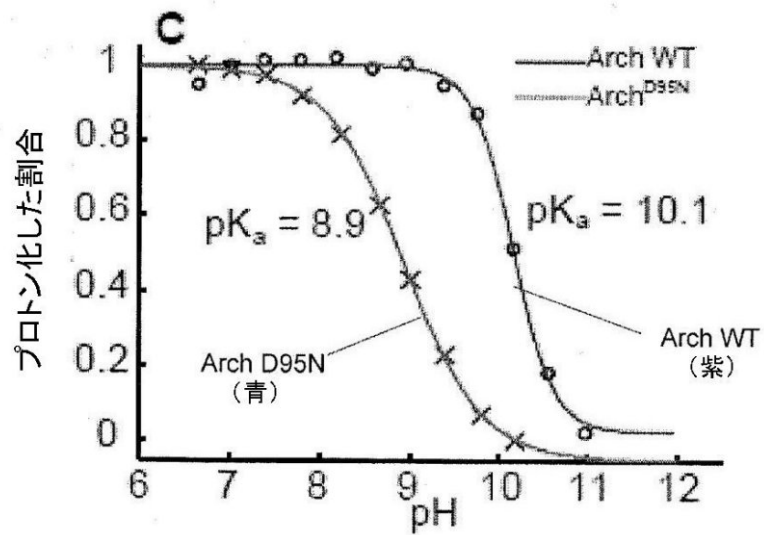 C
Arch WT
Arch^D95N
プロトン化した割合
1
0.8
0.6
0.4
0.2
0
pKₐ = 8.9
pKₐ = 10.1
Arch D95N
（青）
Arch WT
（紫）
6 7 8 9 10 11 12
pH